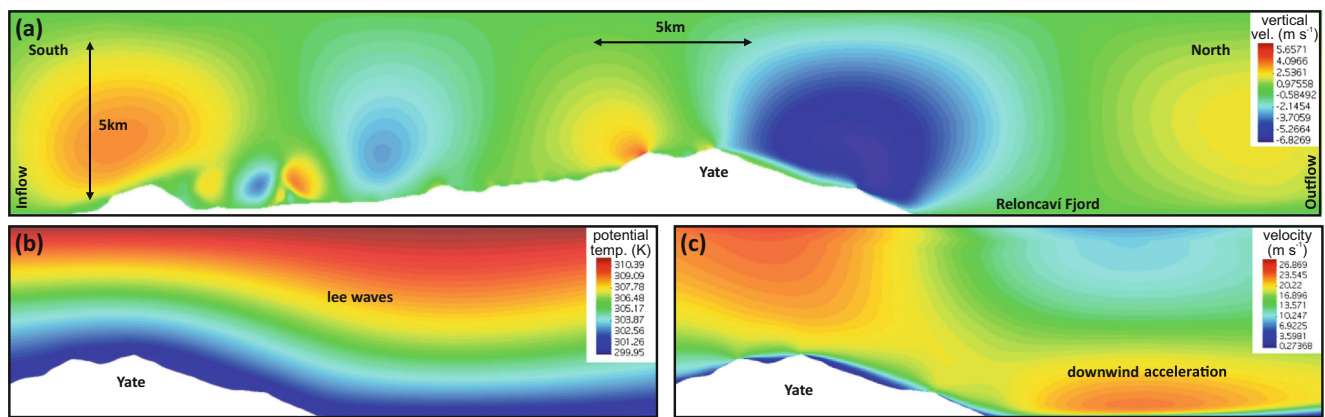 (a)
South
5km
5km
North
vertical
vel. (m s⁻¹)
5.6571
4.0966
2.5361
0.97558
-0.58492
-2.1454
-3.7059
-5.2664
-6.8269
Inflow
Yate
Reloncaví Fjord
Outflow
(b)
lee waves
potential
temp. (K)
310.39
309.09
307.78
306.48
305.17
303.87
302.56
301.26
299.95
Yate
(c)
velocity
(m s⁻¹)
26.869
23.545
20.22
16.896
13.571
10.247
6.9225
3.5981
0.27368
downwind acceleration
Yate